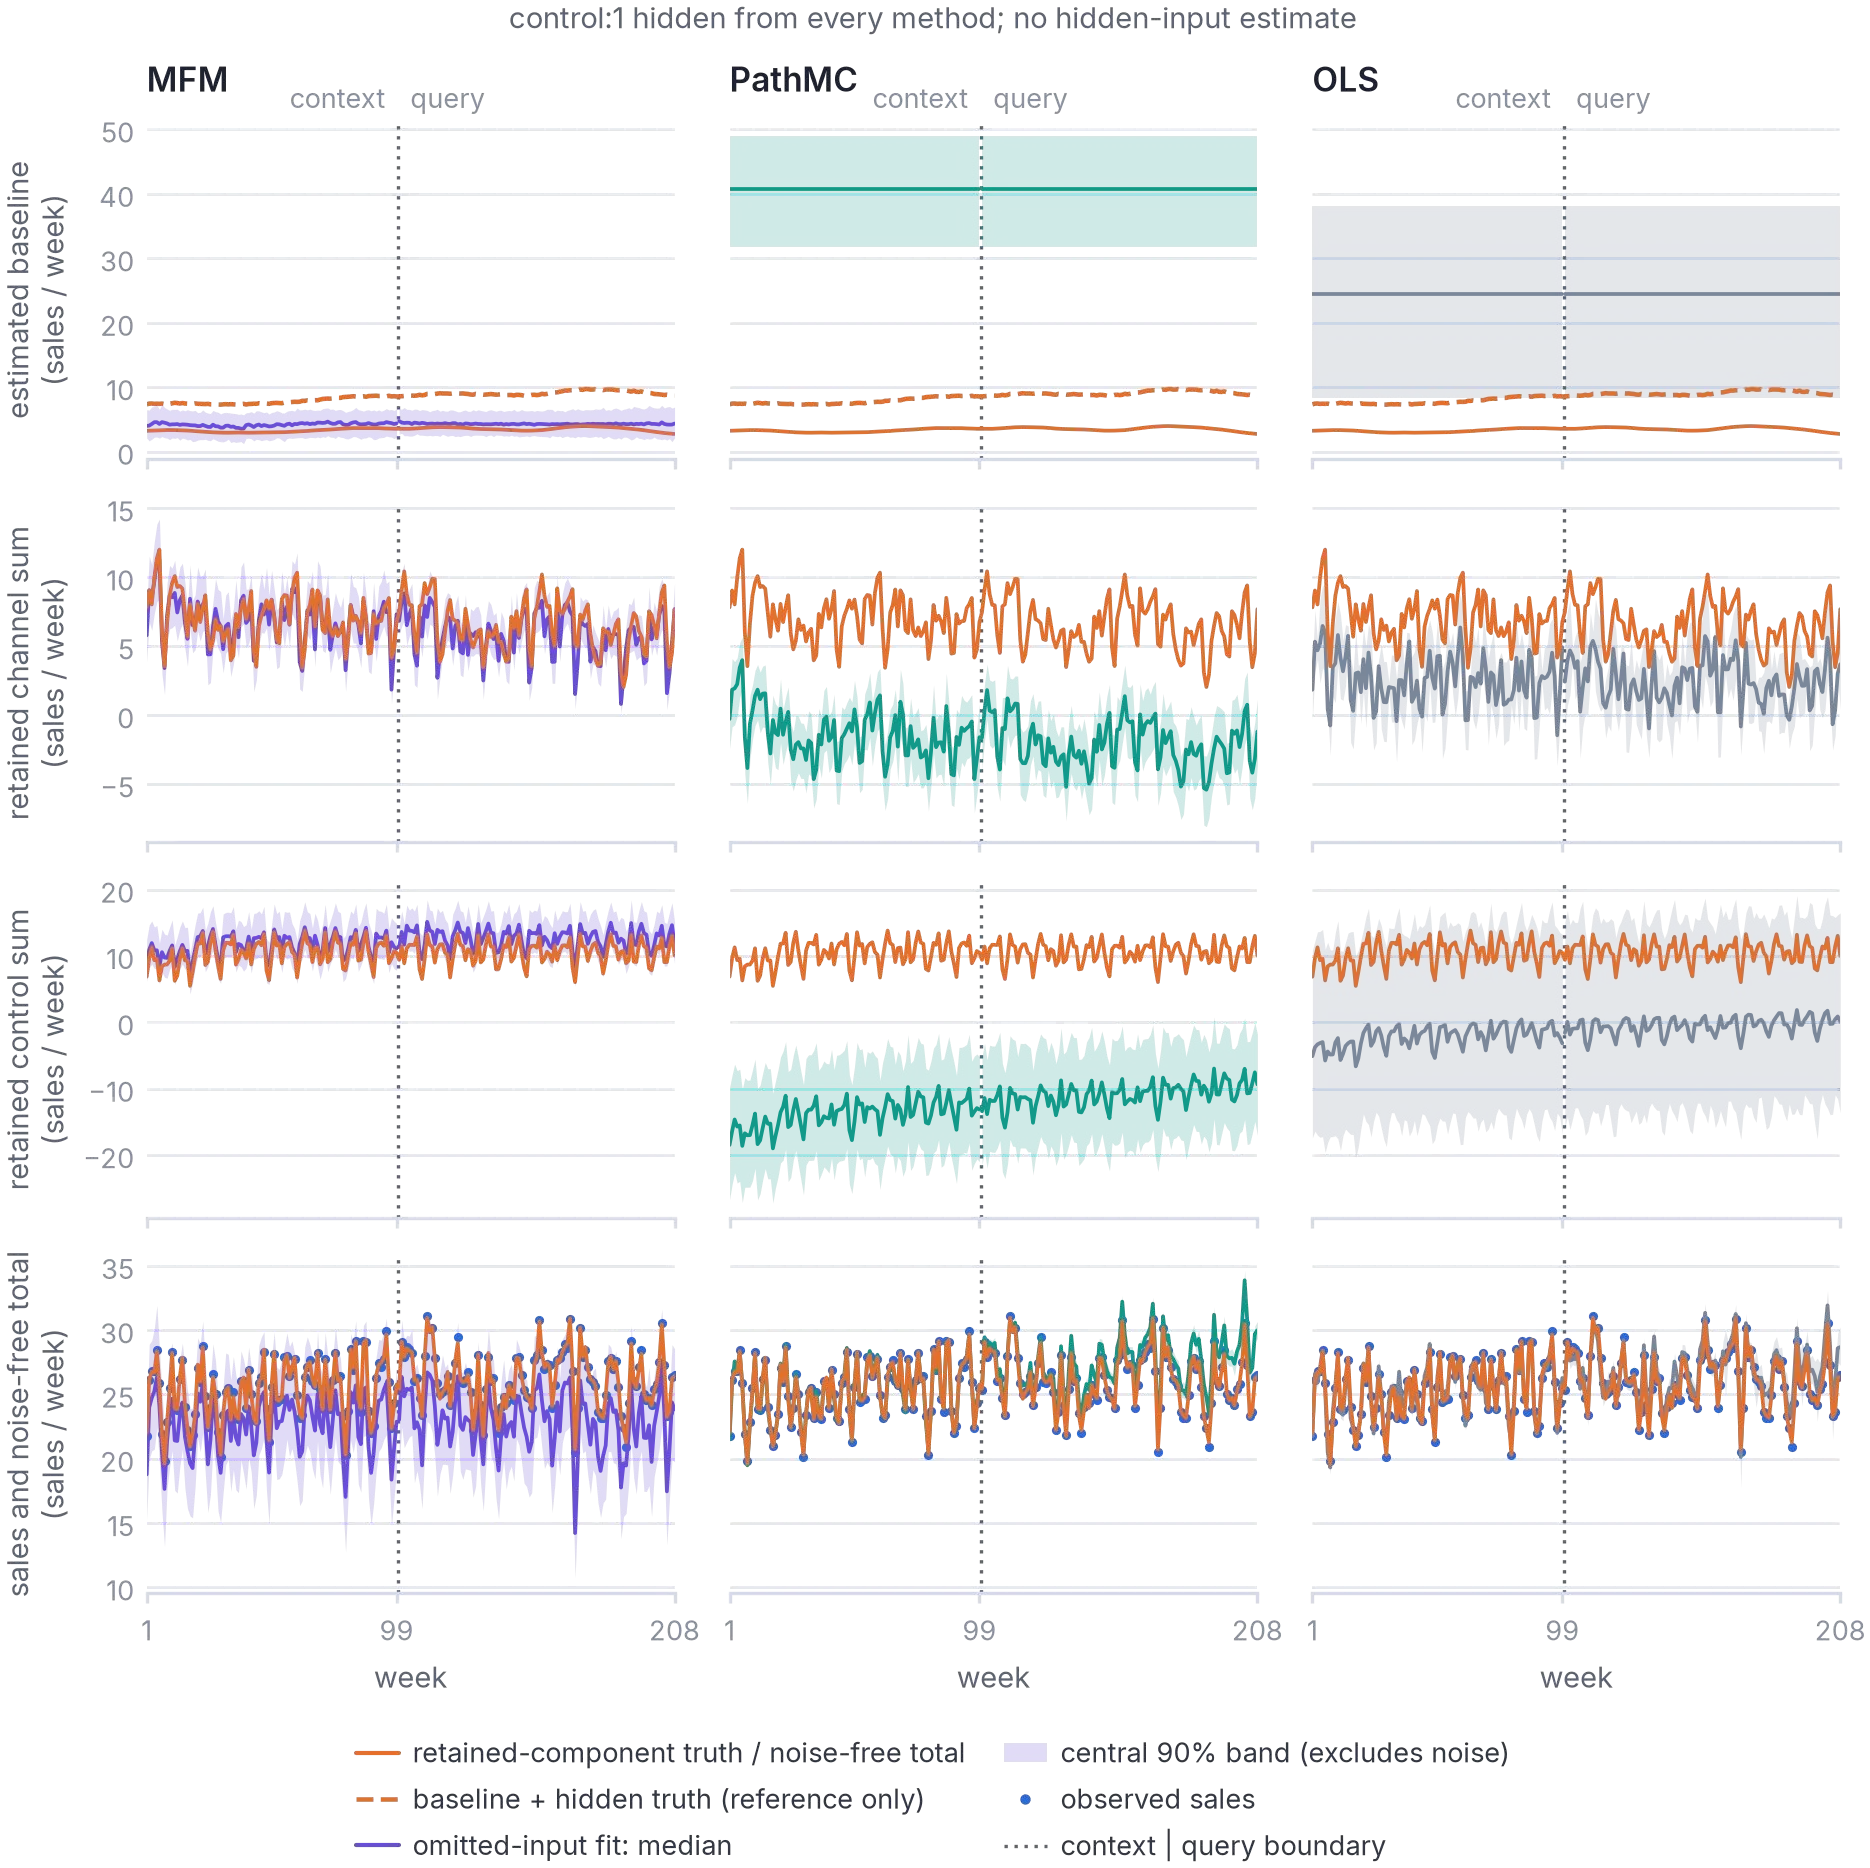 control:1 hidden from every method; no hidden-input estimate
MFM
PathMC
OLS
context query
context query
context query
estimated baseline
(sales / week)
50
40
30
20
10
0
retained channel sum
(sales / week)
15
10
5
0
−5
retained control sum
(sales / week)
20
10
0
−10
−20
sales and noise-free total
(sales / week)
35
30
25
20
15
10
1 99 208
1 99 208
1 99 208
week
week
week
retained-component truth / noise-free total
baseline + hidden truth (reference only)
omitted-input fit: median
central 90% band (excludes noise)
observed sales
context | query boundary